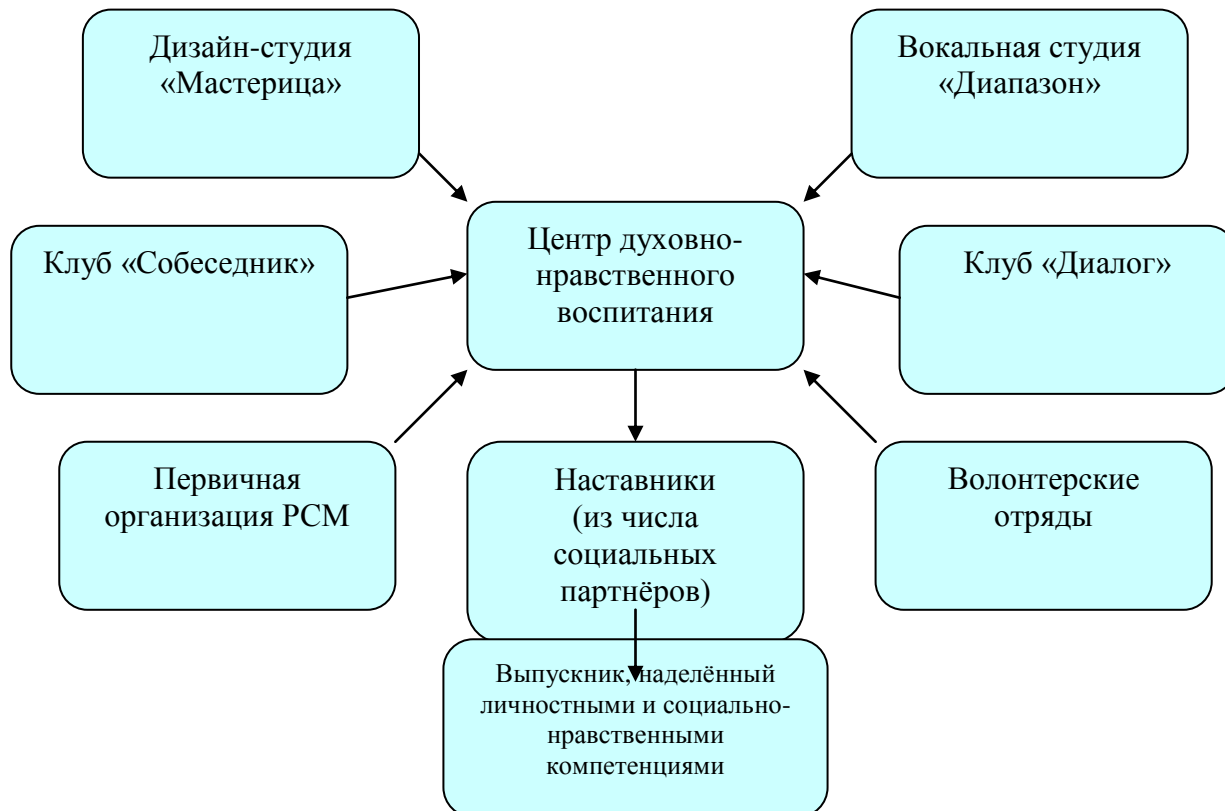 Дизайн-студия
«Мастерица»
Вокальная студия
«Диапазон»
Клуб «Собеседник»
Центр духовно-
нравственного
воспитания
Клуб «Диалог»
Первичная
организация РСМ
Наставники
(из числа
социальных
партнёров)
Волонтерские
отряды
Выпускник, наделённый
личностными и социально-
нравственными
компетенциями